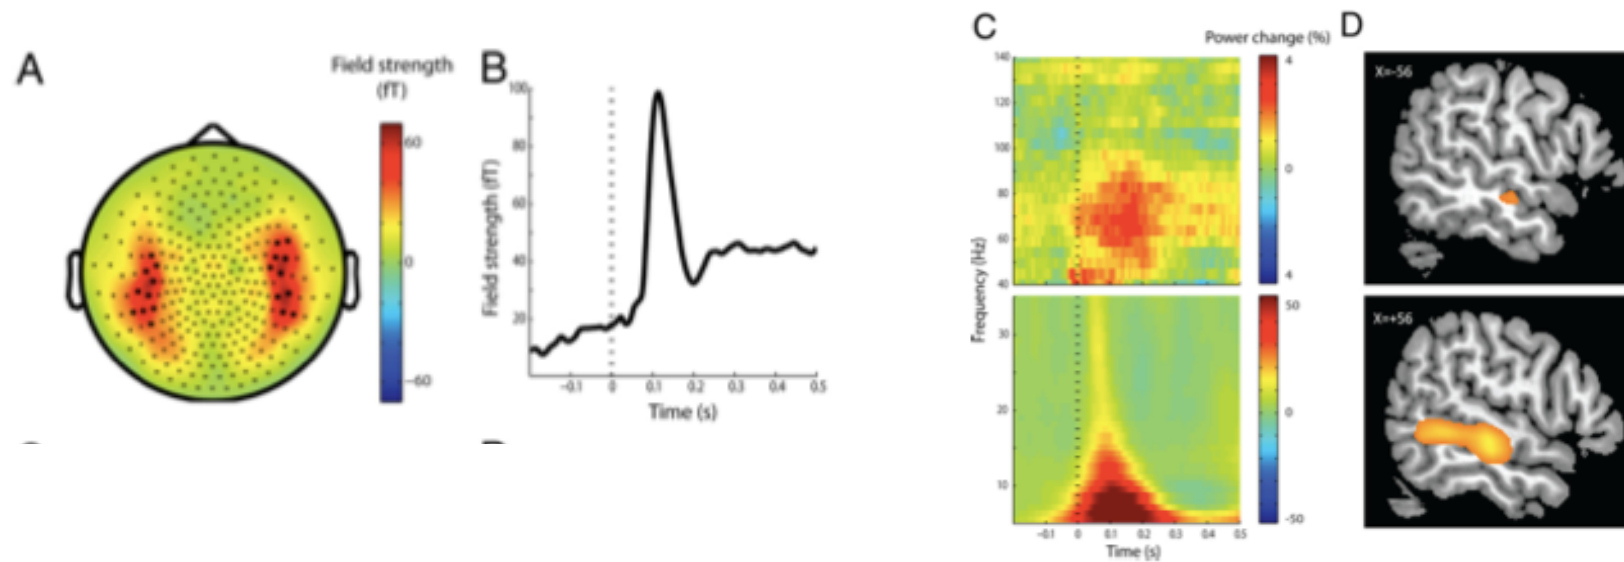 A
Field strength
(fT)
60
0
−60
B
Field strength (fT)
100
80
60
40
20
−0.1 0 0.1 0.2 0.3 0.4 0.5
Time (s)
C
Power change (%)
Frequency (Hz)
140
120
100
80
60
40
4
0
4
30
20
10
50
0
-50
−0.1 0 0.1 0.2 0.3 0.4 0.5
Time (s)
D
X=-56
X=+56